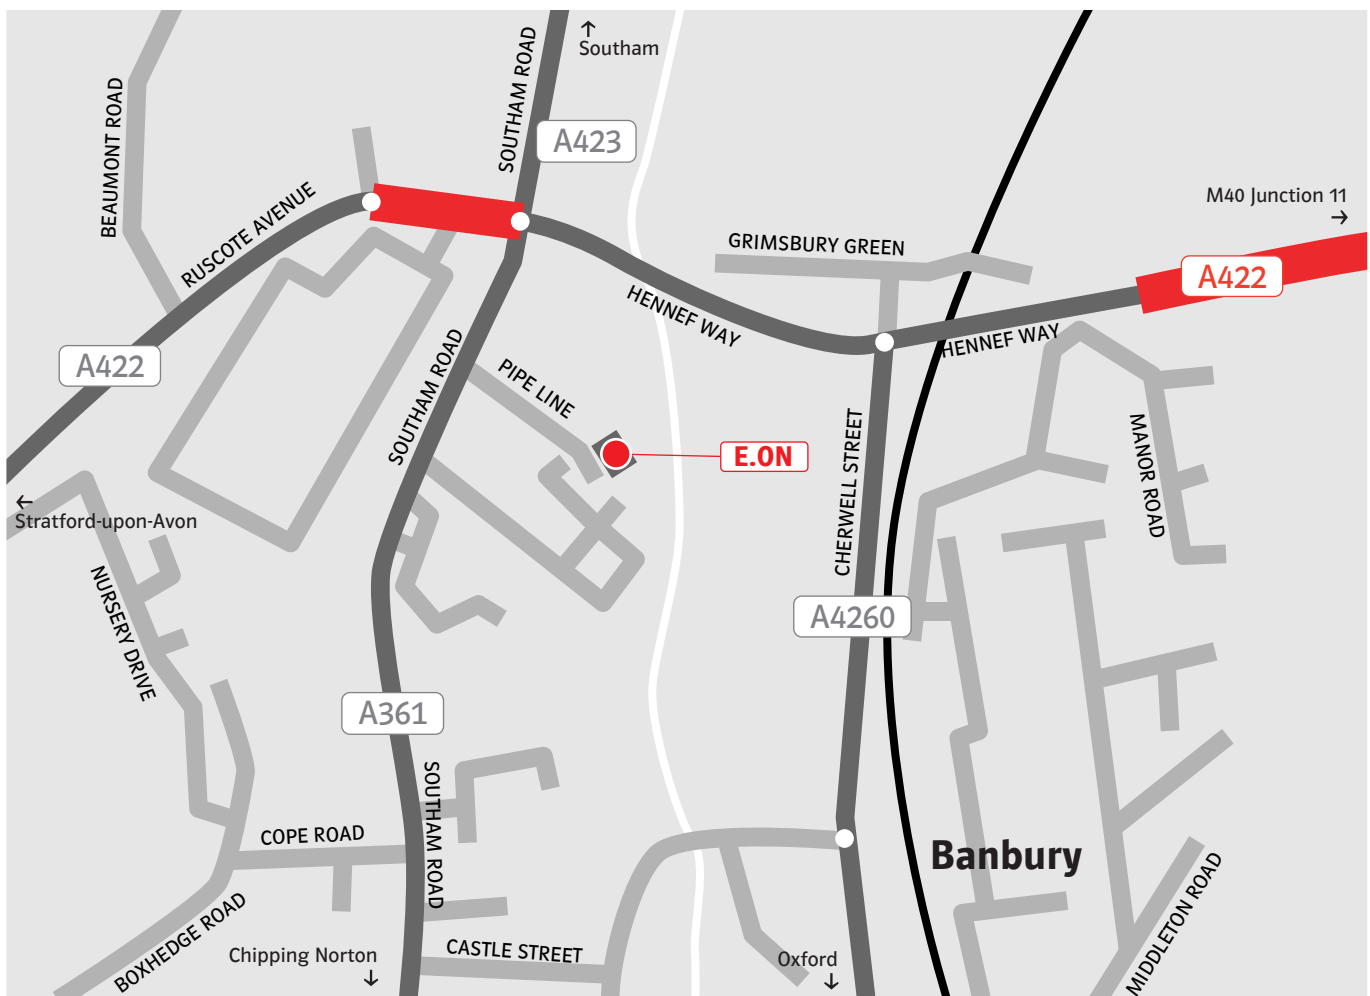 ↑
Southam
SOUTHAM ROAD
A423
BEAUMONT ROAD
M40 Junction 11
→
RUSCOTE AVENUE
GRIMSBURY GREEN
A422
HENNEF WAY
HENNEF WAY
A422
SOUTHAM ROAD
PIPE LINE
E.ON
CHERWELL STREET
MANOR ROAD
←
Stratford-upon-Avon
NURSERY DRIVE
A4260
A361
SOUTHAM ROAD
COPE ROAD
Banbury
BOXHEDGE ROAD
MIDDLETON ROAD
CASTLE STREET
Chipping Norton
↓
Oxford
↓